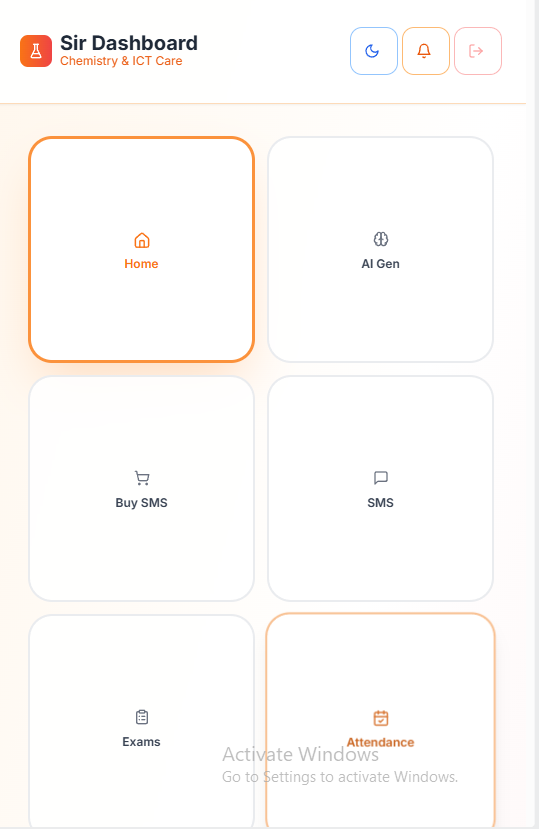 Sir Dashboard
Chemistry & ICT Care
Home
AI Gen
Buy SMS
SMS
Exams
Attendance
Activate Windows
Go to Settings to activate Windows.